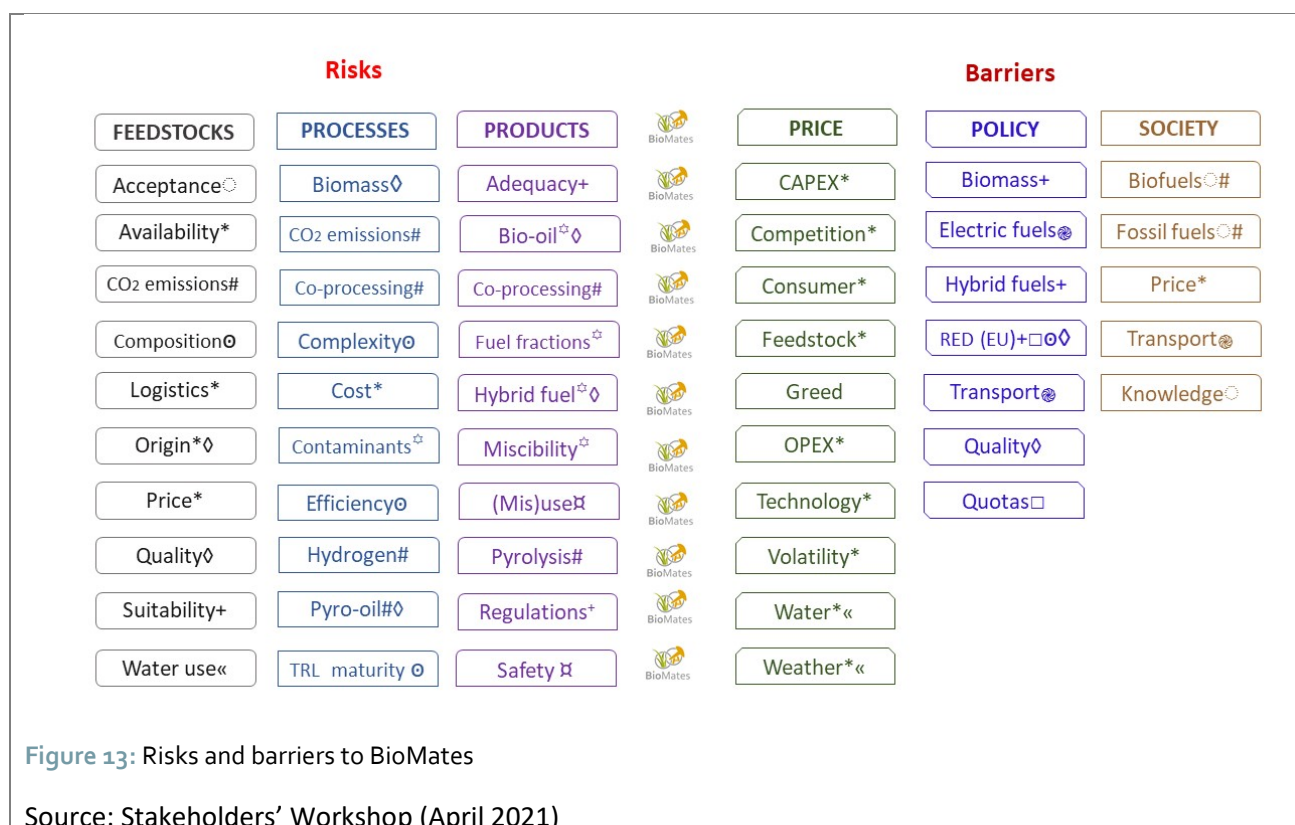 Risks Barriers
FEEDSTOCKS PROCESSES PRODUCTS BioMates PRICE POLICY SOCIETY
Acceptance◌ Biomass◊ Adequacy+ BioMates CAPEX* Biomass+ Biofuels◌#
Availability* CO2 emissions# Bio-oil✡◊ BioMates Competition* Electric fuels֎ Fossil fuels◌#
CO2 emissions# Co-processing# Co-processing# BioMates Consumer* Hybrid fuels+ Price*
Compositionʘ Complexityʘ Fuel fractions✡ BioMates Feedstock* RED (EU)+□ʘ◊ Transport֎
Logistics* Cost* Hybrid fuel✡◊ BioMates Greed Transport֎ Knowledge◌
Origin*◊ Contaminants✡ Miscibility✡ BioMates OPEX* Quality◊
Price* Efficiencyʘ (Mis)use¤ BioMates Technology* Quotas□
Quality◊ Hydrogen# Pyrolysis# BioMates Volatility*
Suitability+ Pyro-oil#◊ Regulations+ BioMates Water*«
Water use« TRL maturity ʘ Safety ¤ BioMates Weather*«
Figure 13: Risks and barriers to BioMates
Source: Stakeholders' Workshop (April 2021)